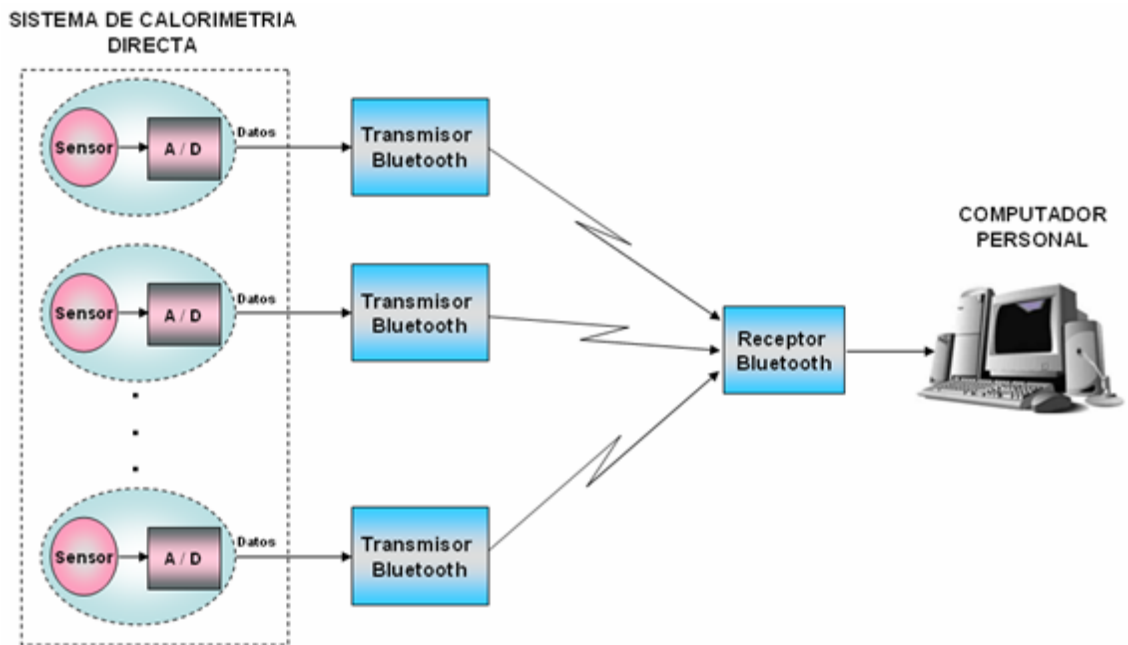 SISTEMA DE CALORIMETRIA
DIRECTA
Sensor
A / D
Datos
Transmisor
Bluetooth
Sensor
A / D
Datos
Transmisor
Bluetooth
Sensor
A / D
Datos
Transmisor
Bluetooth
Receptor
Bluetooth
COMPUTADOR
PERSONAL